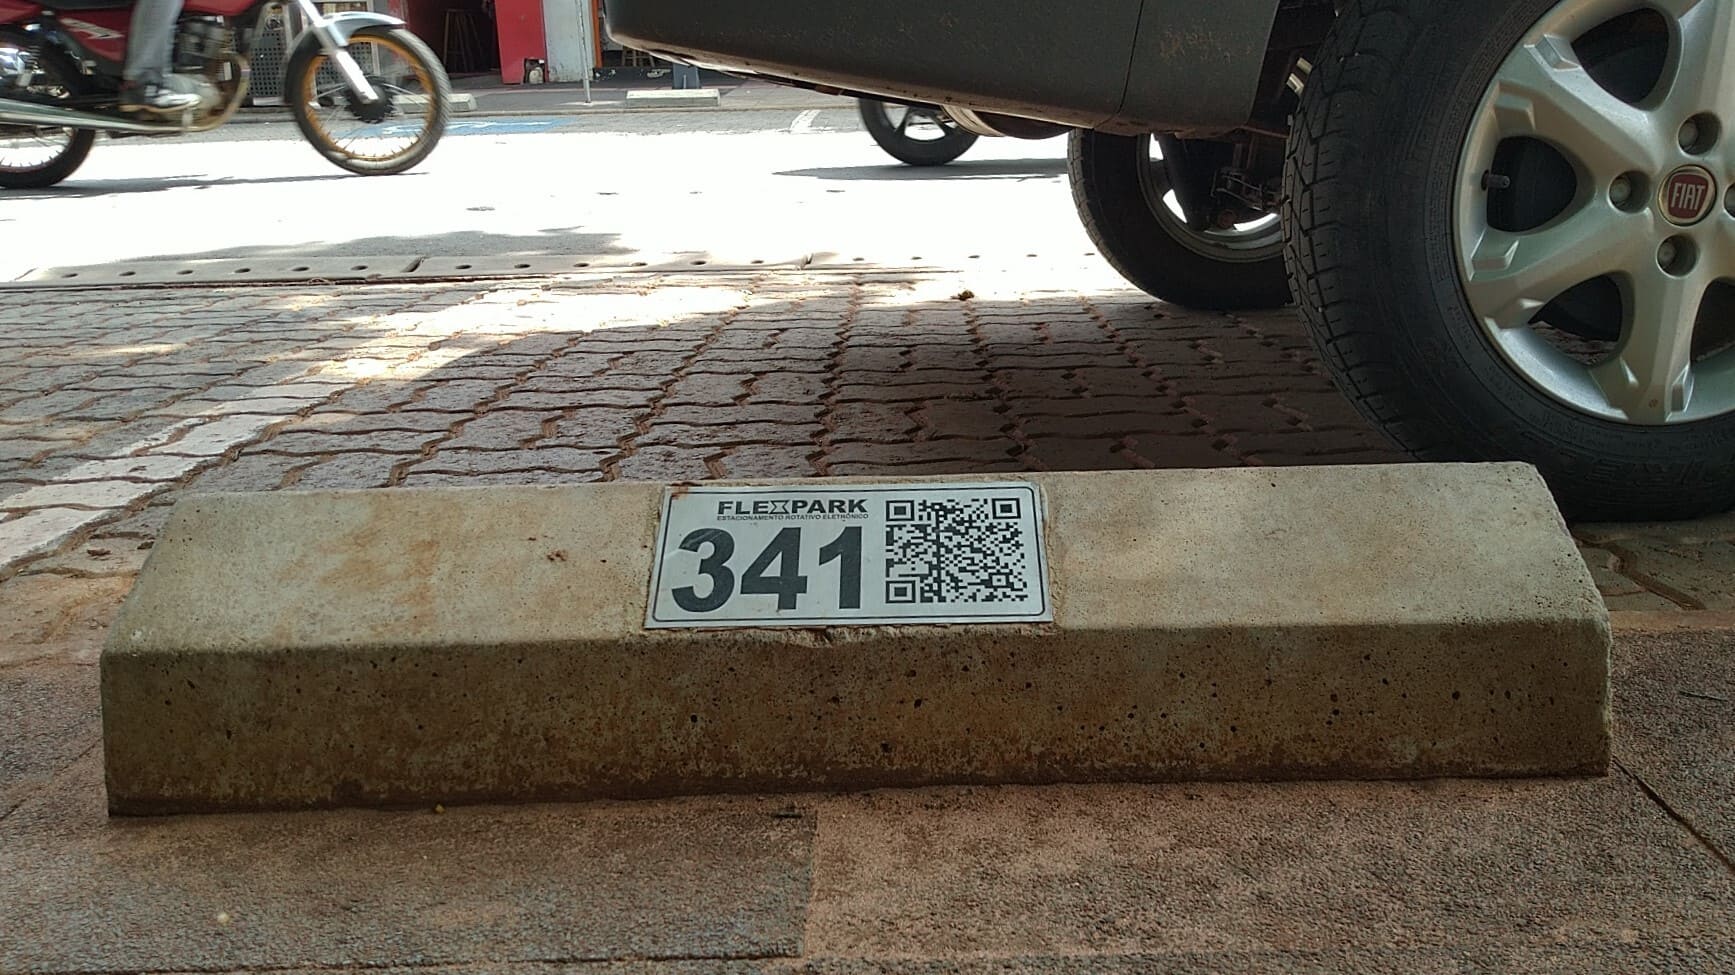 FIAT
FLEXPARK
ESTACIONAMENTO ROTATIVO ELETRÔNICO
341